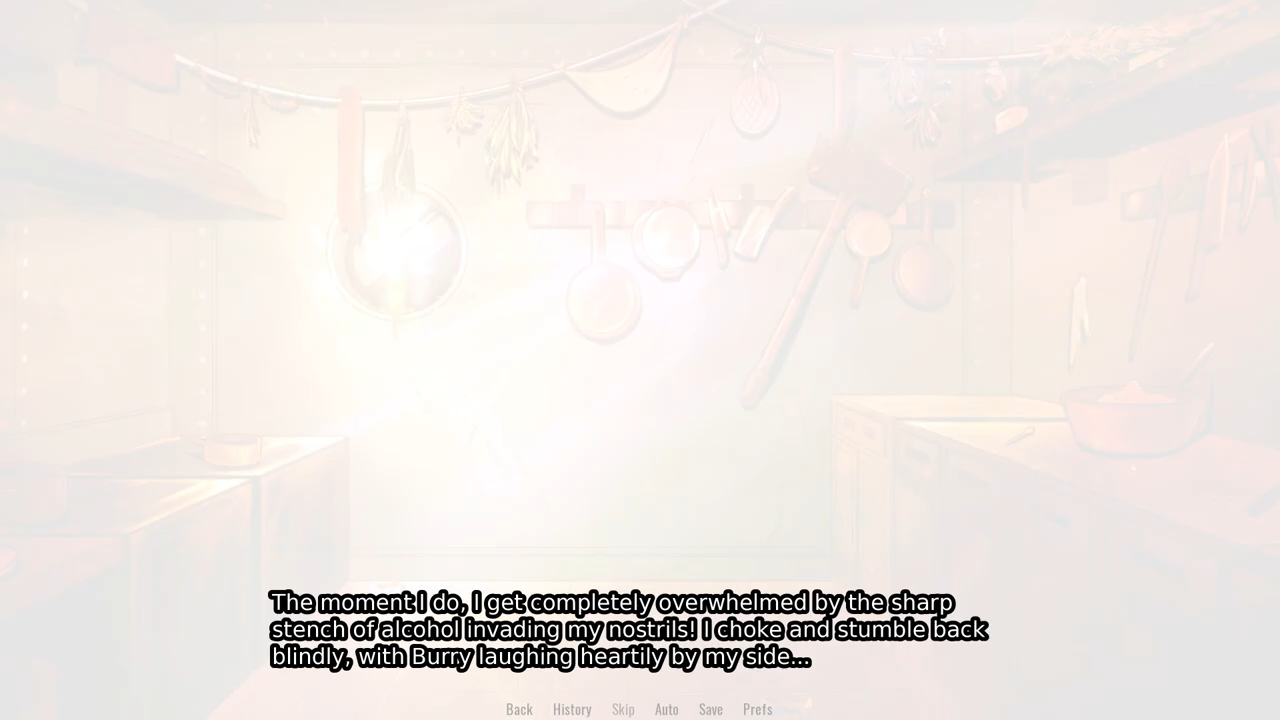 The moment I do, I get completely overwhelmed by the sharp
stench of alcohol invading my nostrils! I choke and stumble back
blindly, with Burry laughing heartily by my side...
Back History Skip Auto Save Prefs